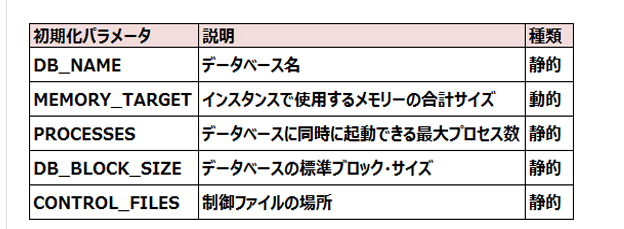 初期化パラメータ 説明 種類
DB_NAME データベース名 静的
MEMORY_TARGET インスタンスで使用するメモリーの合計サイズ 動的
PROCESSES データベースに同時に起動できる最大プロセス数 静的
DB_BLOCK_SIZE データベースの標準ブロック・サイズ 静的
CONTROL_FILES 制御ファイルの場所 静的